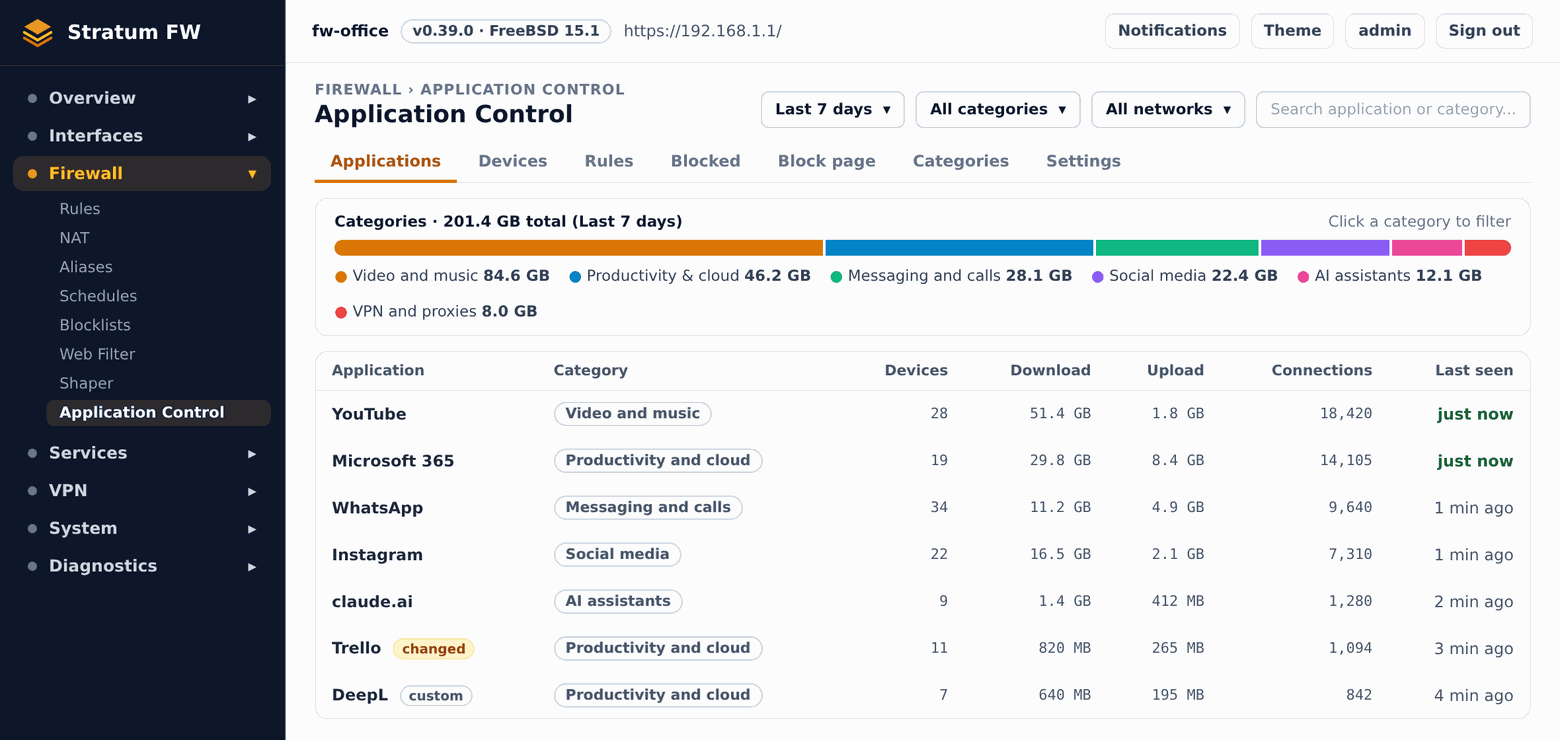 Stratum FW
fw-office v0.39.0 · FreeBSD 15.1 https://192.168.1.1/ Notifications Theme admin Sign out
Overview ▸
Interfaces ▸
Firewall ▾
Rules
NAT
Aliases
Schedules
Blocklists
Web Filter
Shaper
Application Control
Services ▸
VPN ▸
System ▸
Diagnostics ▸
FIREWALL › APPLICATION CONTROL
Application Control
Last 7 days ▾ All categories ▾ All networks ▾ Search application or category...
Applications Devices Rules Blocked Block page Categories Settings
Categories · 201.4 GB total (Last 7 days) Click a category to filter
Video and music 84.6 GB Productivity & cloud 46.2 GB Messaging and calls 28.1 GB Social media 22.4 GB AI assistants 12.1 GB
VPN and proxies 8.0 GB
Application Category Devices Download Upload Connections Last seen
YouTube Video and music 28 51.4 GB 1.8 GB 18,420 just now
Microsoft 365 Productivity and cloud 19 29.8 GB 8.4 GB 14,105 just now
WhatsApp Messaging and calls 34 11.2 GB 4.9 GB 9,640 1 min ago
Instagram Social media 22 16.5 GB 2.1 GB 7,310 1 min ago
claude.ai AI assistants 9 1.4 GB 412 MB 1,280 2 min ago
Trello changed Productivity and cloud 11 820 MB 265 MB 1,094 3 min ago
DeepL custom Productivity and cloud 7 640 MB 195 MB 842 4 min ago